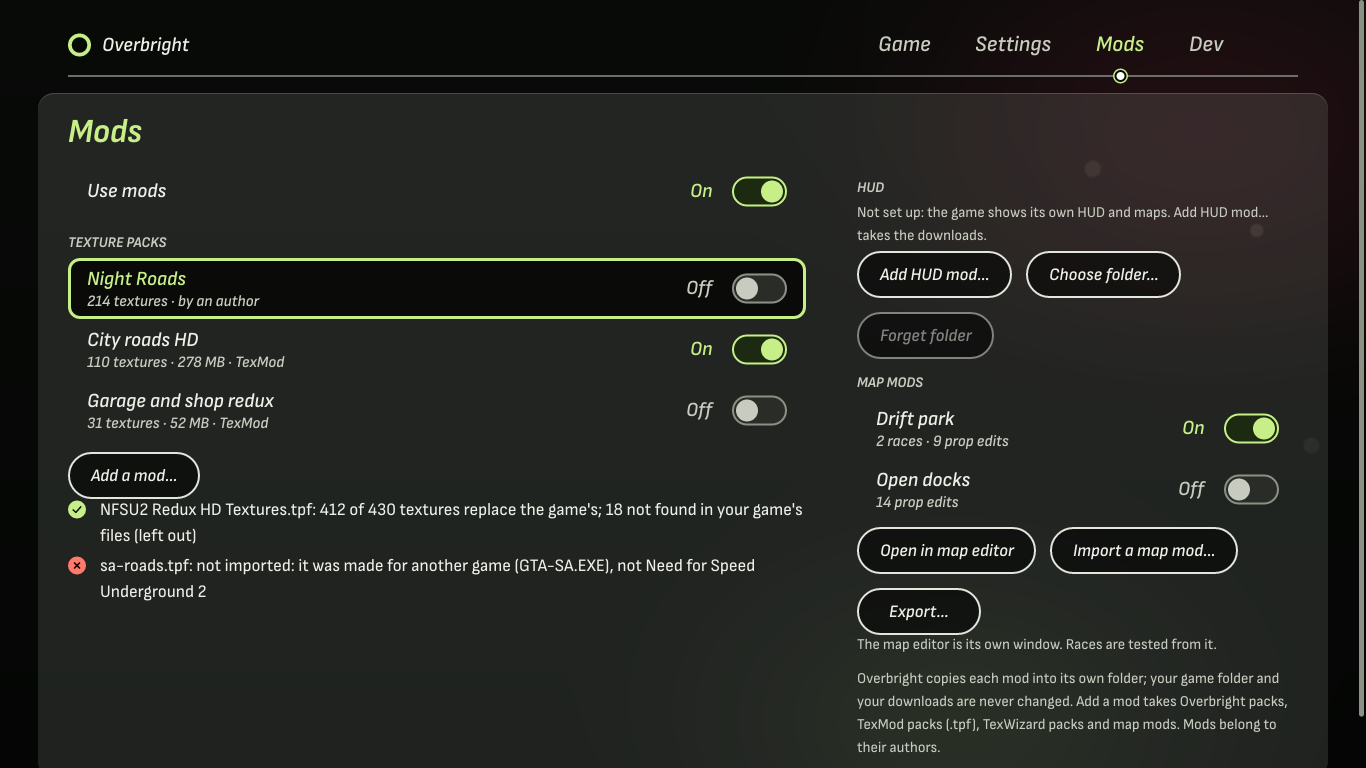 Overbright
Game
Settings
Mods
Dev
Mods
Use mods
On
TEXTURE PACKS
Night Roads
214 textures · by an author
Off
City roads HD
110 textures · 278 MB · TexMod
On
Garage and shop redux
31 textures · 52 MB · TexMod
Off
Add a mod...
NFSU2 Redux HD Textures.tpf: 412 of 430 textures replace the game's; 18 not found in your game's
files (left out)
sa-roads.tpf: not imported: it was made for another game (GTA-SA.EXE), not Need for Speed
Underground 2
HUD
Not set up: the game shows its own HUD and maps. Add HUD mod...
takes the downloads.
Add HUD mod...
Choose folder...
Forget folder
MAP MODS
Drift park
2 races · 9 prop edits
On
Open docks
14 prop edits
Off
Open in map editor
Import a map mod...
Export...
The map editor is its own window. Races are tested from it.
Overbright copies each mod into its own folder; your game folder and
your downloads are never changed. Add a mod takes Overbright packs,
TexMod packs (.tpf), TexWizard packs and map mods. Mods belong to
their authors.